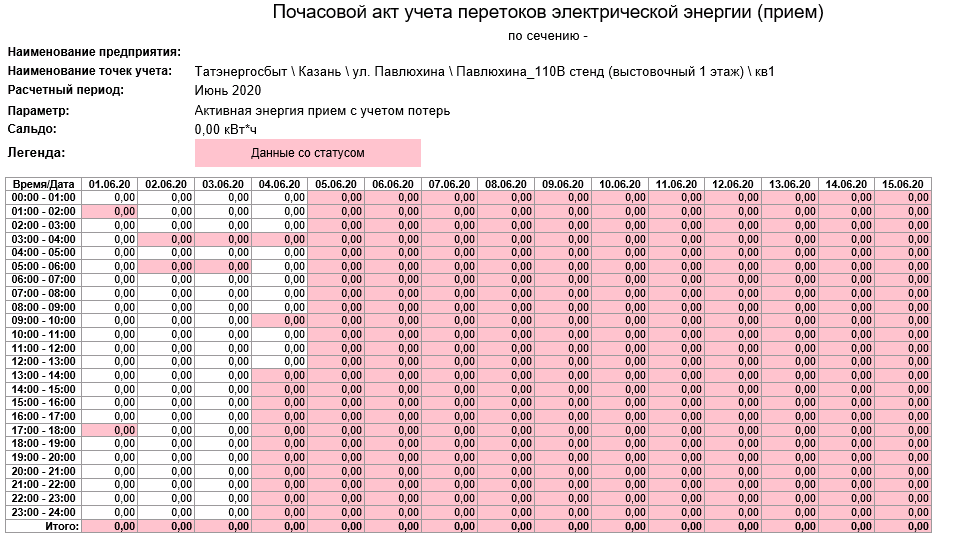 Почасовой акт учета перетоков электрической энергии (прием)
по сечению -
Наименование предприятия:
Наименование точек учета: Татэнергосбыт \ Казань \ ул. Павлюхина \ Павлюхина_110В стенд (выстовочный 1 этаж) \ кв1
Расчетный период: Июнь 2020
Параметр: Активная энергия прием с учетом потерь
Сальдо: 0,00 кВт*ч
Легенда: Данные со статусом
Время/Дата 01.06.20 02.06.20 03.06.20 04.06.20 05.06.20 06.06.20 07.06.20 08.06.20 09.06.20 10.06.20 11.06.20 12.06.20 13.06.20 14.06.20 15.06.20
00:00 - 01:00 0,00 0,00 0,00 0,00 0,00 0,00 0,00 0,00 0,00 0,00 0,00 0,00 0,00 0,00 0,00
01:00 - 02:00 0,00 0,00 0,00 0,00 0,00 0,00 0,00 0,00 0,00 0,00 0,00 0,00 0,00 0,00 0,00
02:00 - 03:00 0,00 0,00 0,00 0,00 0,00 0,00 0,00 0,00 0,00 0,00 0,00 0,00 0,00 0,00 0,00
03:00 - 04:00 0,00 0,00 0,00 0,00 0,00 0,00 0,00 0,00 0,00 0,00 0,00 0,00 0,00 0,00 0,00
04:00 - 05:00 0,00 0,00 0,00 0,00 0,00 0,00 0,00 0,00 0,00 0,00 0,00 0,00 0,00 0,00 0,00
05:00 - 06:00 0,00 0,00 0,00 0,00 0,00 0,00 0,00 0,00 0,00 0,00 0,00 0,00 0,00 0,00 0,00
06:00 - 07:00 0,00 0,00 0,00 0,00 0,00 0,00 0,00 0,00 0,00 0,00 0,00 0,00 0,00 0,00 0,00
07:00 - 08:00 0,00 0,00 0,00 0,00 0,00 0,00 0,00 0,00 0,00 0,00 0,00 0,00 0,00 0,00 0,00
08:00 - 09:00 0,00 0,00 0,00 0,00 0,00 0,00 0,00 0,00 0,00 0,00 0,00 0,00 0,00 0,00 0,00
09:00 - 10:00 0,00 0,00 0,00 0,00 0,00 0,00 0,00 0,00 0,00 0,00 0,00 0,00 0,00 0,00 0,00
10:00 - 11:00 0,00 0,00 0,00 0,00 0,00 0,00 0,00 0,00 0,00 0,00 0,00 0,00 0,00 0,00 0,00
11:00 - 12:00 0,00 0,00 0,00 0,00 0,00 0,00 0,00 0,00 0,00 0,00 0,00 0,00 0,00 0,00 0,00
12:00 - 13:00 0,00 0,00 0,00 0,00 0,00 0,00 0,00 0,00 0,00 0,00 0,00 0,00 0,00 0,00 0,00
13:00 - 14:00 0,00 0,00 0,00 0,00 0,00 0,00 0,00 0,00 0,00 0,00 0,00 0,00 0,00 0,00 0,00
14:00 - 15:00 0,00 0,00 0,00 0,00 0,00 0,00 0,00 0,00 0,00 0,00 0,00 0,00 0,00 0,00 0,00
15:00 - 16:00 0,00 0,00 0,00 0,00 0,00 0,00 0,00 0,00 0,00 0,00 0,00 0,00 0,00 0,00 0,00
16:00 - 17:00 0,00 0,00 0,00 0,00 0,00 0,00 0,00 0,00 0,00 0,00 0,00 0,00 0,00 0,00 0,00
17:00 - 18:00 0,00 0,00 0,00 0,00 0,00 0,00 0,00 0,00 0,00 0,00 0,00 0,00 0,00 0,00 0,00
18:00 - 19:00 0,00 0,00 0,00 0,00 0,00 0,00 0,00 0,00 0,00 0,00 0,00 0,00 0,00 0,00 0,00
19:00 - 20:00 0,00 0,00 0,00 0,00 0,00 0,00 0,00 0,00 0,00 0,00 0,00 0,00 0,00 0,00 0,00
20:00 - 21:00 0,00 0,00 0,00 0,00 0,00 0,00 0,00 0,00 0,00 0,00 0,00 0,00 0,00 0,00 0,00
21:00 - 22:00 0,00 0,00 0,00 0,00 0,00 0,00 0,00 0,00 0,00 0,00 0,00 0,00 0,00 0,00 0,00
22:00 - 23:00 0,00 0,00 0,00 0,00 0,00 0,00 0,00 0,00 0,00 0,00 0,00 0,00 0,00 0,00 0,00
23:00 - 24:00 0,00 0,00 0,00 0,00 0,00 0,00 0,00 0,00 0,00 0,00 0,00 0,00 0,00 0,00 0,00
Итого: 0,00 0,00 0,00 0,00 0,00 0,00 0,00 0,00 0,00 0,00 0,00 0,00 0,00 0,00 0,00